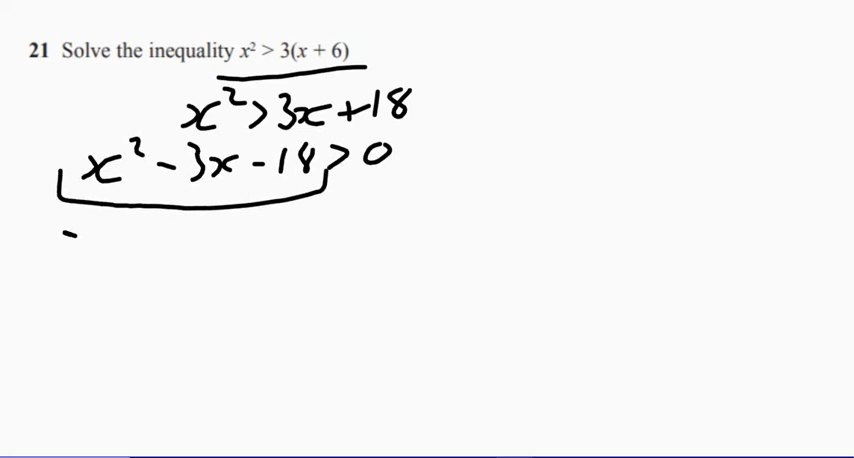 21 Solve the inequality x² > 3(x + 6)
x² > 3x + 18
x² - 3x - 18 > 0
-